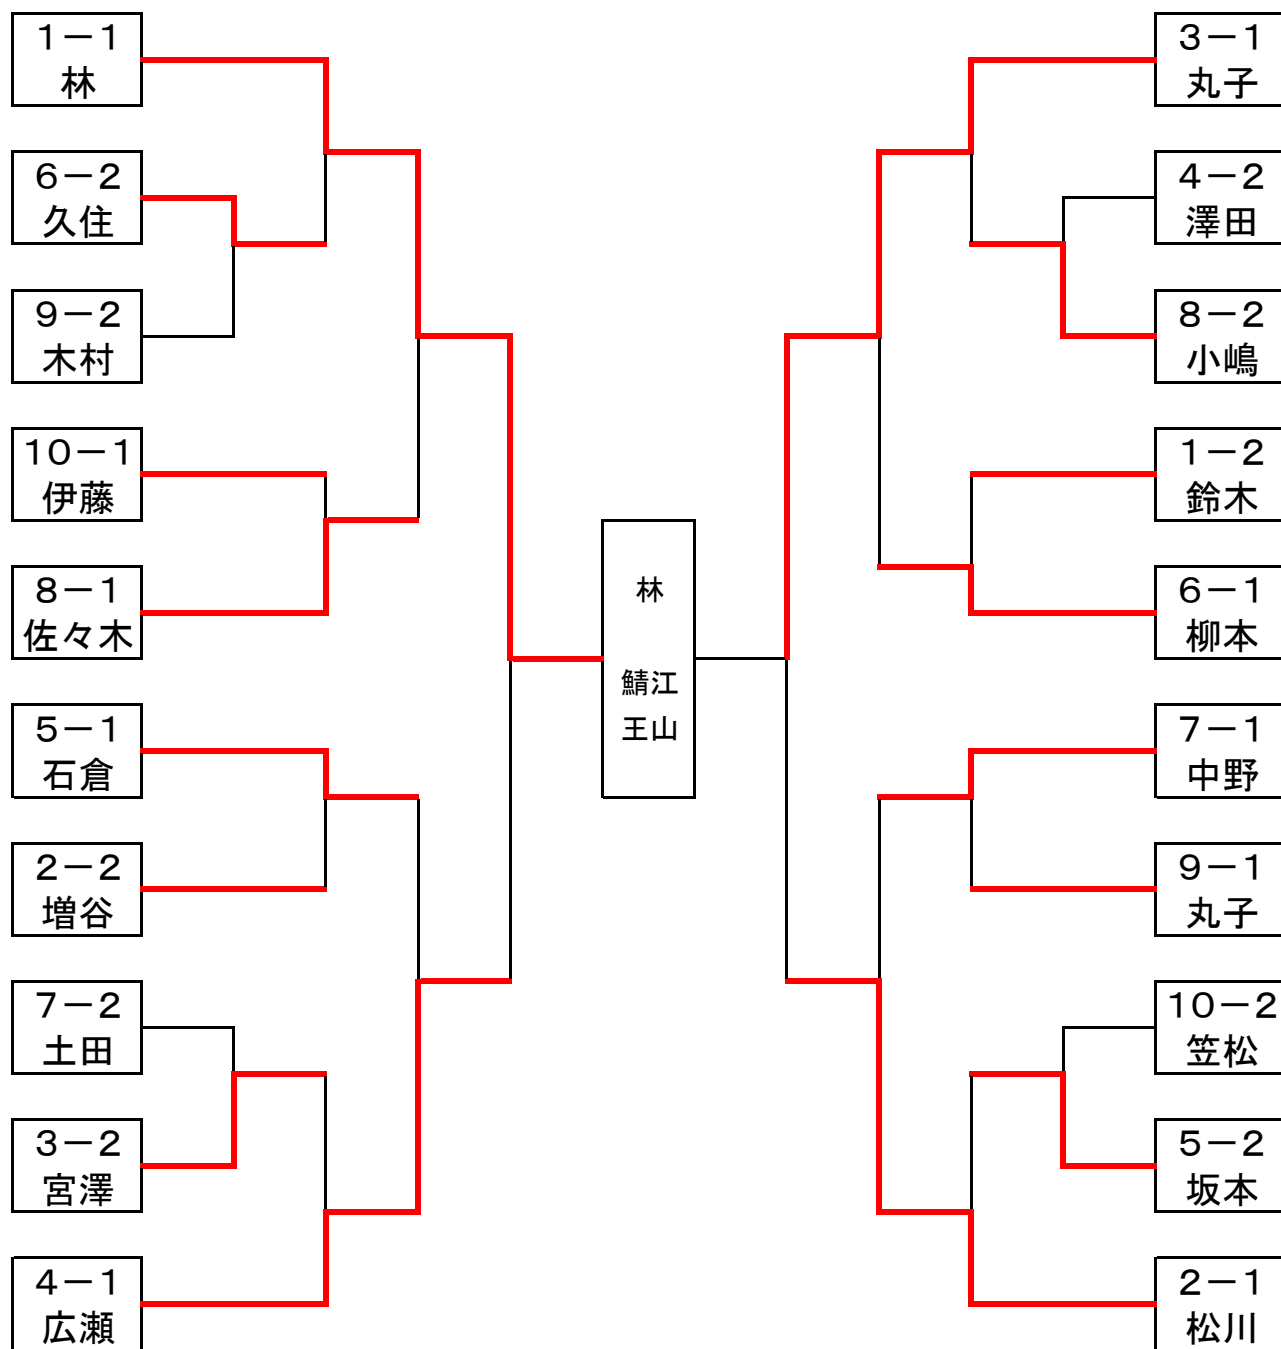 １－１
林
６－２
久住
９－２
木村
１０－１
伊藤
８－１
佐々木
５－１
石倉
２－２
増谷
７－２
土田
３－２
宮澤
４－１
広瀬
林
鯖江
王山
３－１
丸子
４－２
澤田
８－２
小嶋
１－２
鈴木
６－１
柳本
７－１
中野
９－１
丸子
１０－２
笠松
５－２
坂本
２－１
松川